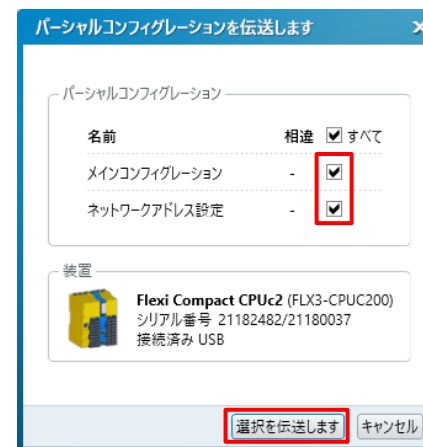 パーシャルコンフィグレーションを伝送します ×
パーシャルコンフィグレーション
名前 相違 すべて
メインコンフィグレーション -
ネットワークアドレス設定 -
装置
Flexi Compact CPUc2 (FLX3-CPUC200)
シリアル番号 21182482/21180037
接続済み USB
選択を伝送します キャンセル